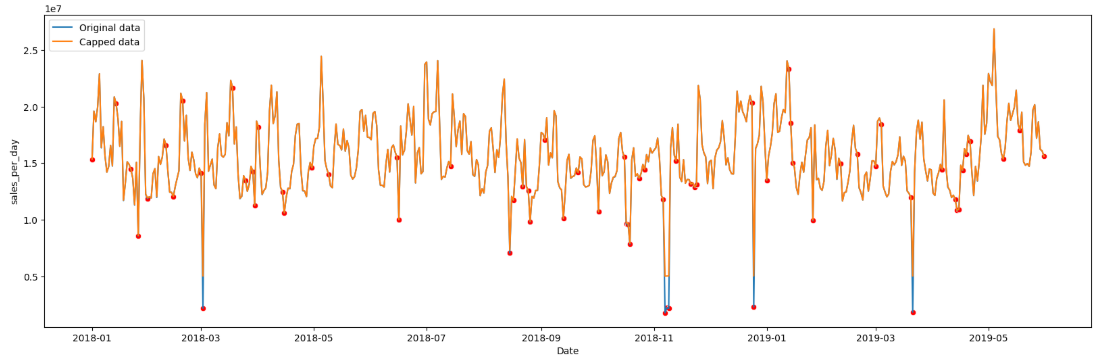 1e7
Original data
Capped data
2.5
2.0
1.5
1.0
0.5
sales_per_day
2018-01
2018-03
2018-05
2018-07
2018-09
2018-11
2019-01
2019-03
2019-05
Date